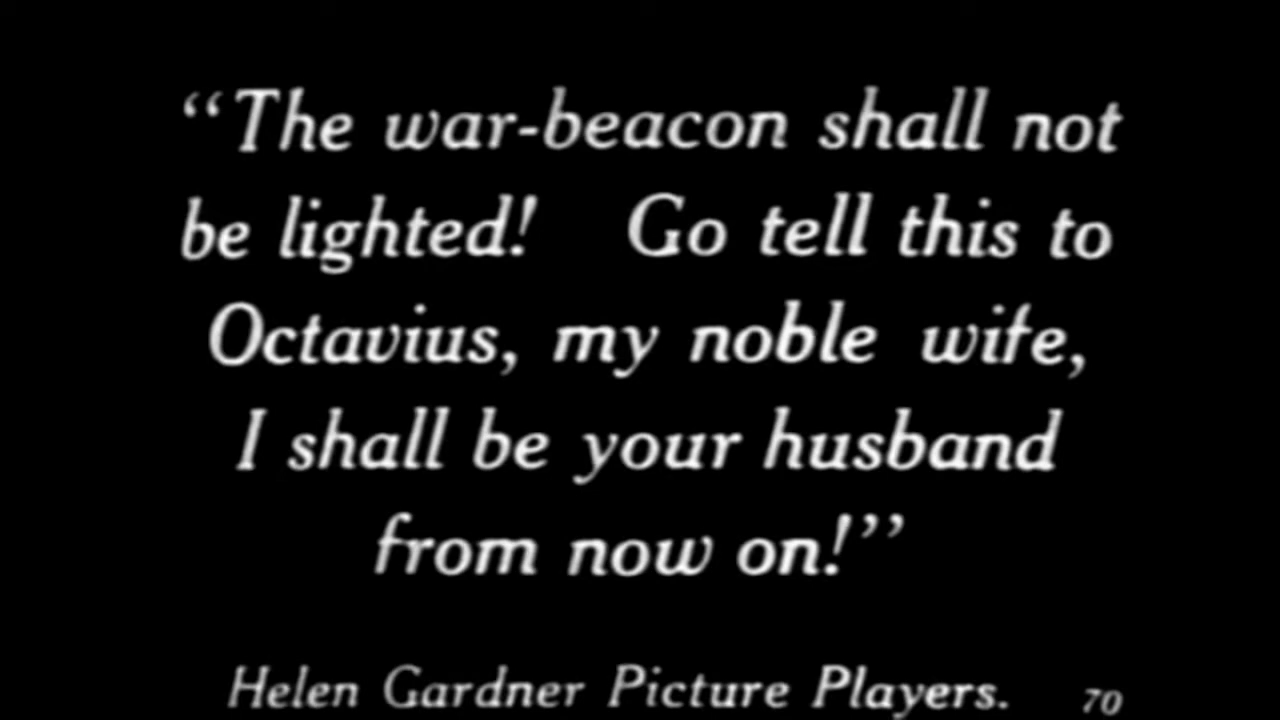 “The war-beacon shall not
be lighted! Go tell this to
Octavius, my noble wife,
I shall be your husband
from now on!”
Helen Gardner Picture Players. 70